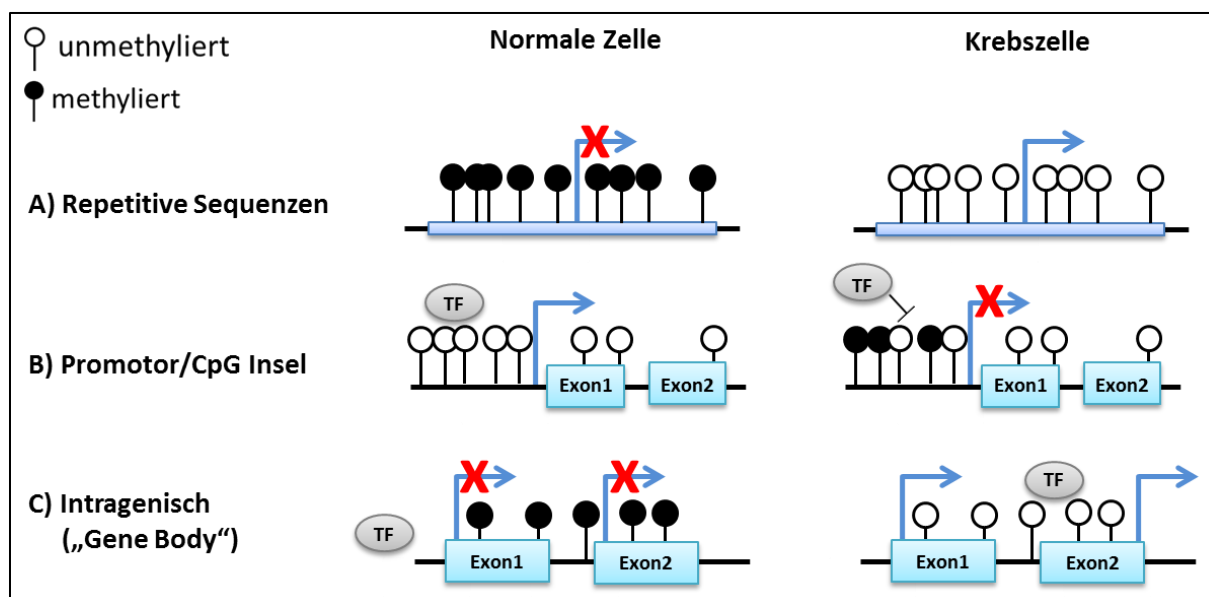 unmethyliert
methyliert
Normale Zelle
Krebszelle
A) Repetitive Sequenzen
X
TF
TF
B) Promotor/CpG Insel
X
Exon1
Exon2
Exon1
Exon2
C) Intragenisch
(„Gene Body“)
X
X
TF
TF
Exon1
Exon2
Exon1
Exon2